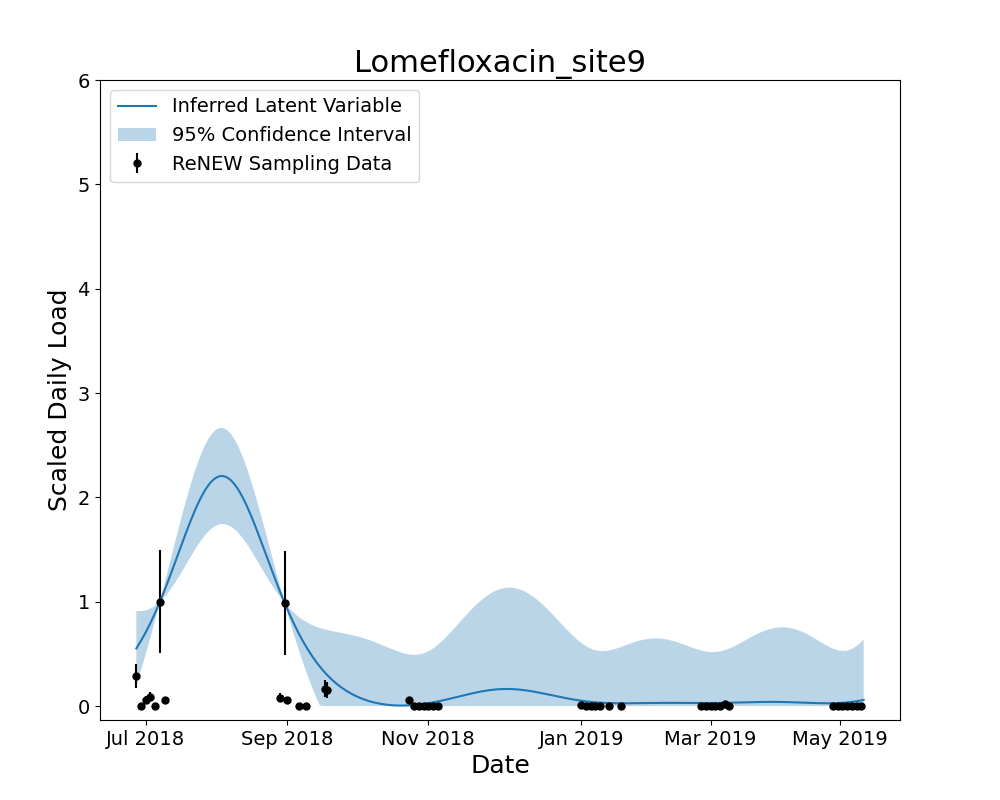 Lomefloxacin_site9
Inferred Latent Variable
95% Confidence Interval
ReNEW Sampling Data
Scaled Daily Load
6
5
4
3
2
1
0
Jul 2018 Sep 2018 Nov 2018 Jan 2019 Mar 2019 May 2019
Date